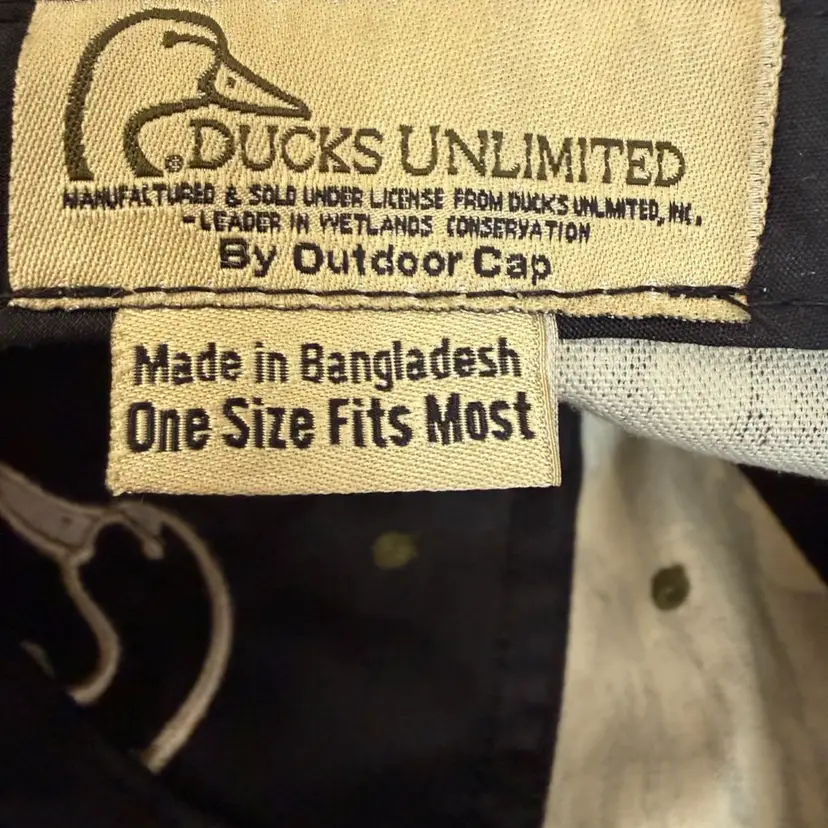 ® DUCKS UNLIMITED
MANUFACTURED & SOLD UNDER LICENSE FROM DUCKS UNLIMITED, INC.
-LEADER IN WETLANDS CONSERVATION
By Outdoor Cap
Made in Bangladesh
One Size Fits Most